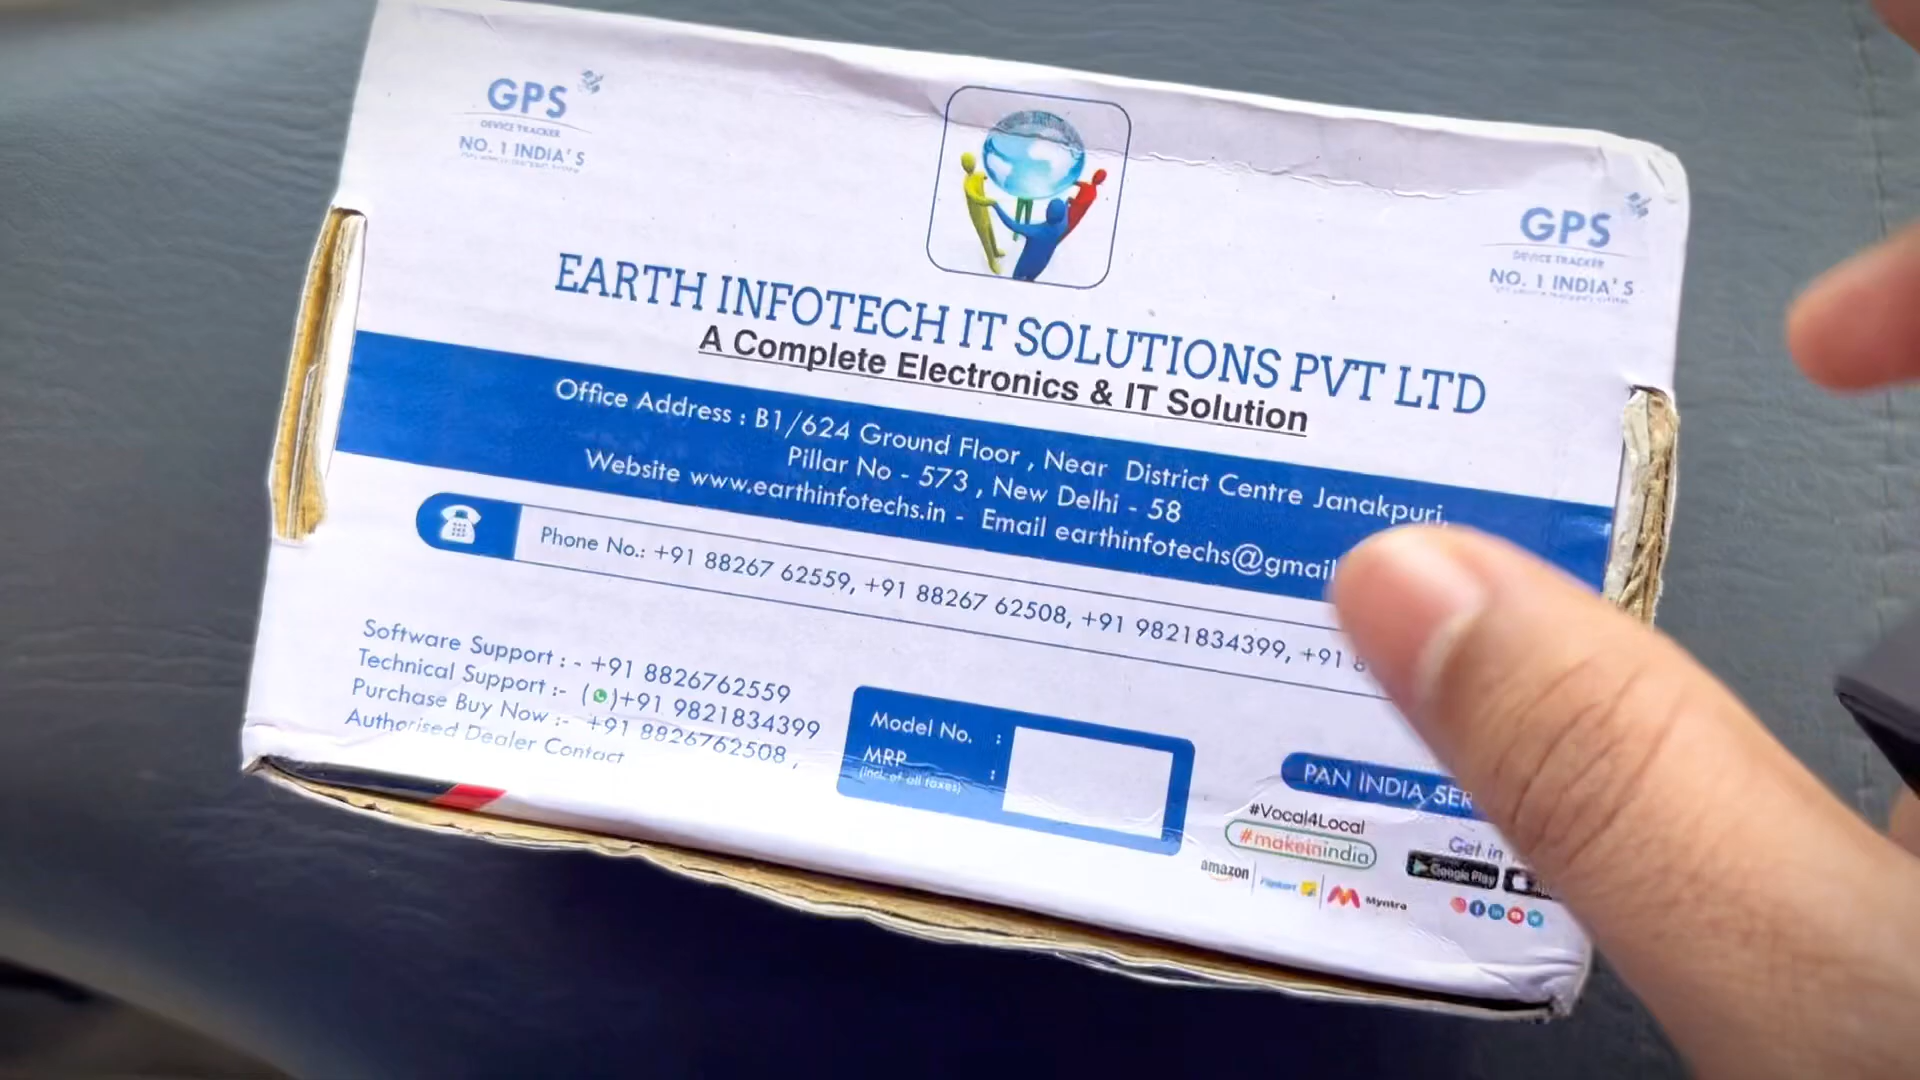 GPS
DEVICE TRACKER
NO. 1 INDIA' S
GPS
DEVICE TRACKER
NO. 1 INDIA' S
EARTH INFOTECH IT SOLUTIONS PVT LTD
A Complete Electronics & IT Solution
Office Address : B1/624 Ground Floor , Near District Centre Janakpuri,
Pillar No - 573 , New Delhi - 58
Website www.earthinfotechs.in - Email earthinfotechs@gmail
Phone No.: +91 88267 62559, +91 88267 62508, +91 9821834399, +91 8
Software Support : - +91 8826762559
Technical Support :- ( )+91 9821834399
Purchase Buy Now :- +91 8826762508 ,
Authorised Dealer Contact
Model No. :
MRP :
(incl. of all taxes)
PAN INDIA SER
#Vocal4Local
#makeinindia
Get in
Google Play
amazon
Flipkart
Myntra